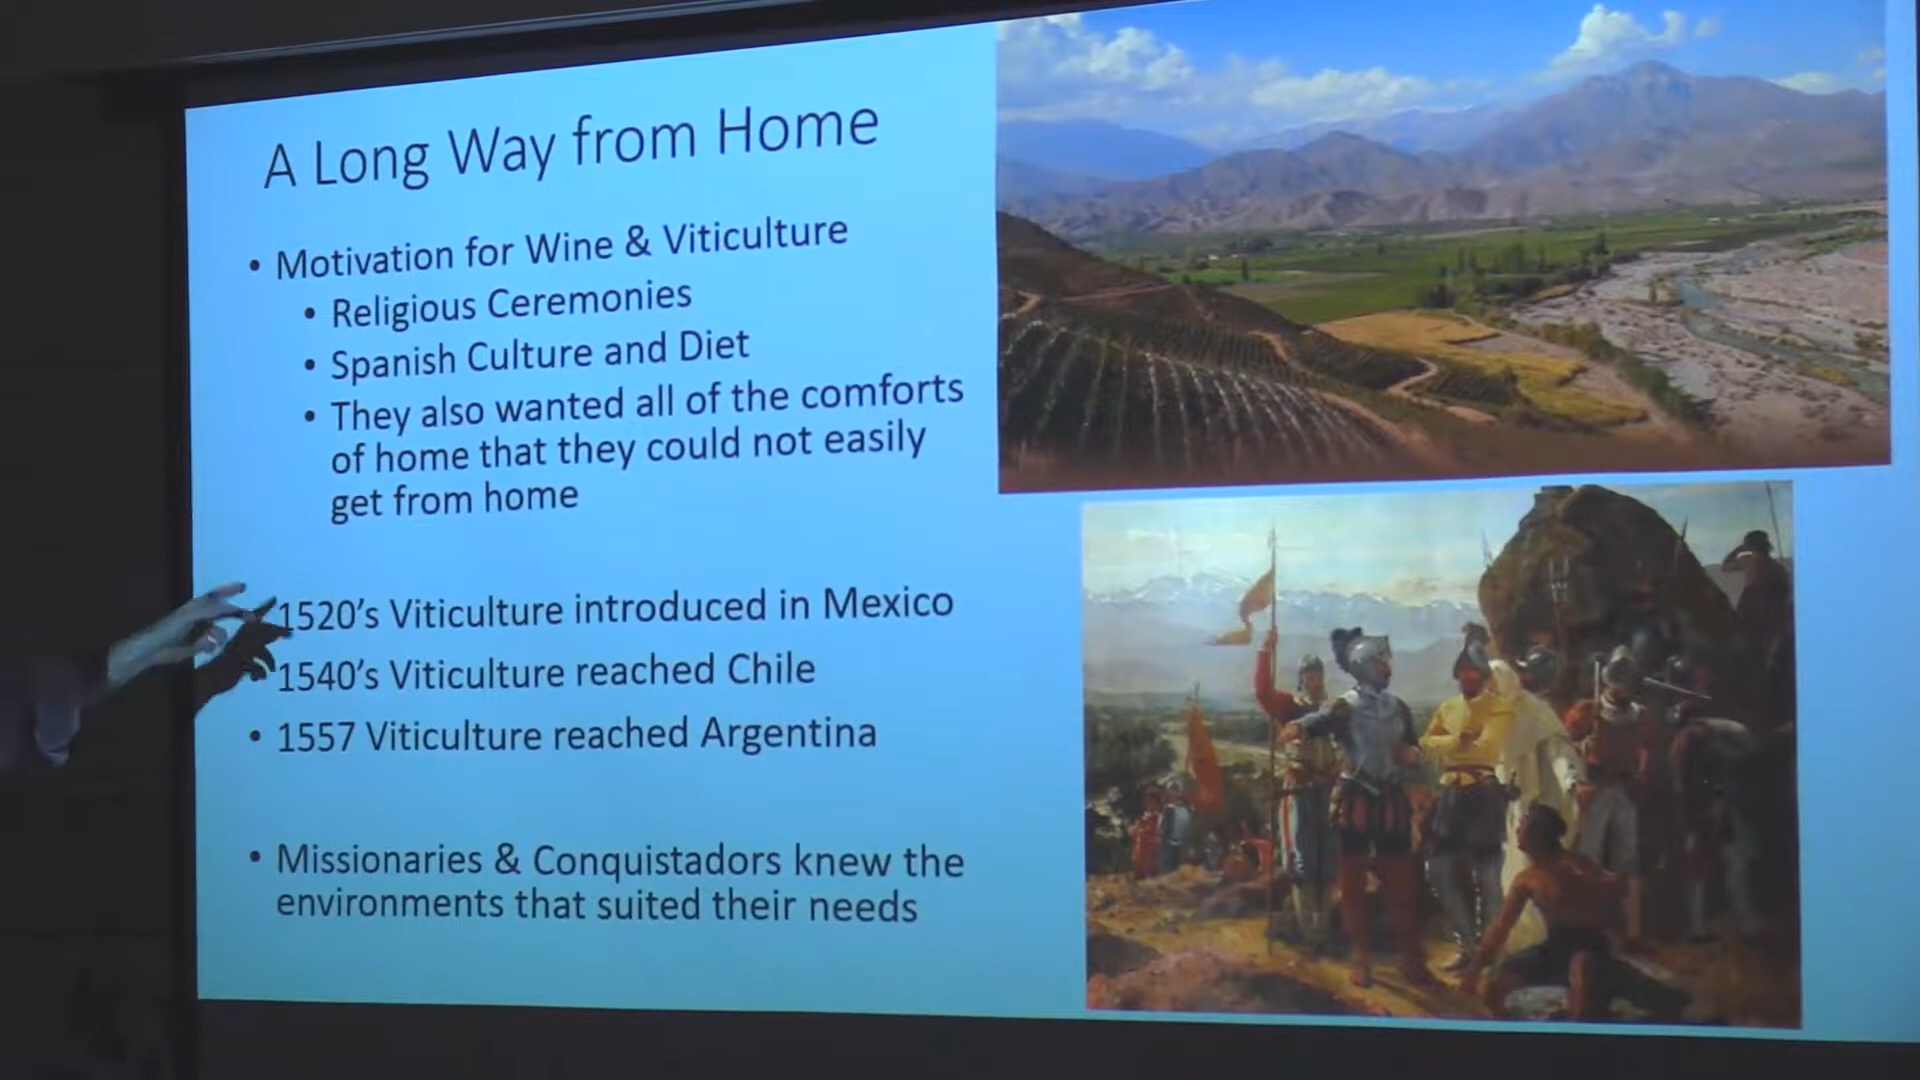 A Long Way from Home
• Motivation for Wine & Viticulture
• Religious Ceremonies
• Spanish Culture and Diet
• They also wanted all of the comforts
of home that they could not easily
get from home
1520's Viticulture introduced in Mexico
1540's Viticulture reached Chile
• 1557 Viticulture reached Argentina
• Missionaries & Conquistadors knew the
environments that suited their needs